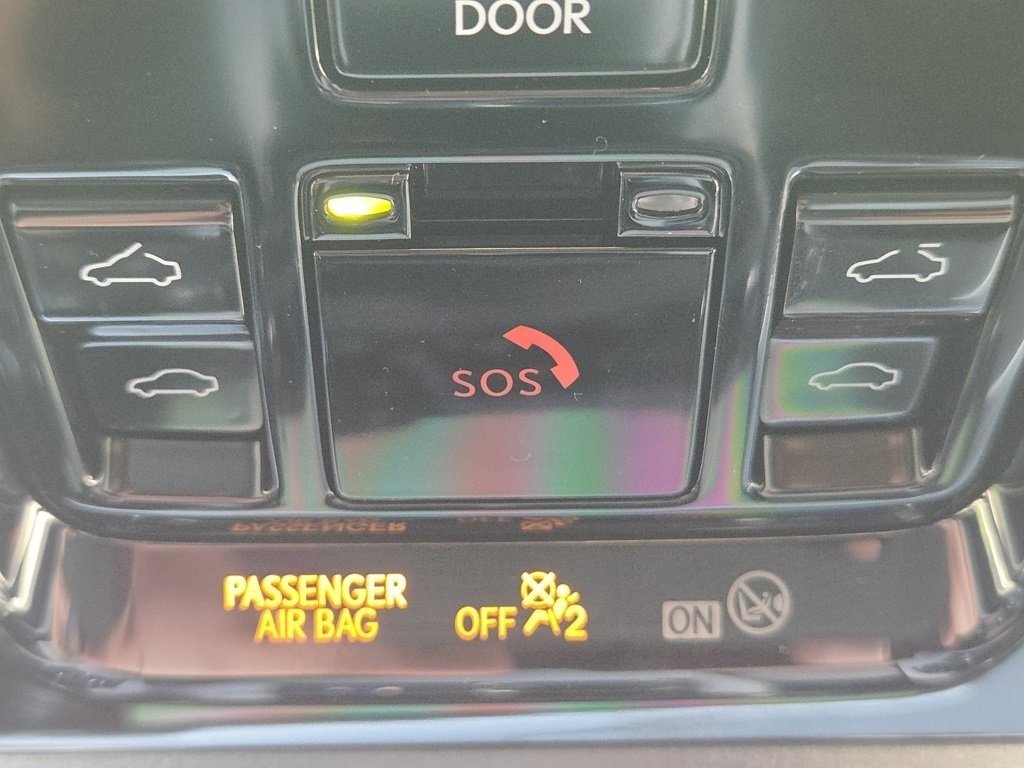 DOOR
SOS
PASSENGER
AIR BAG
OFF 2
ON